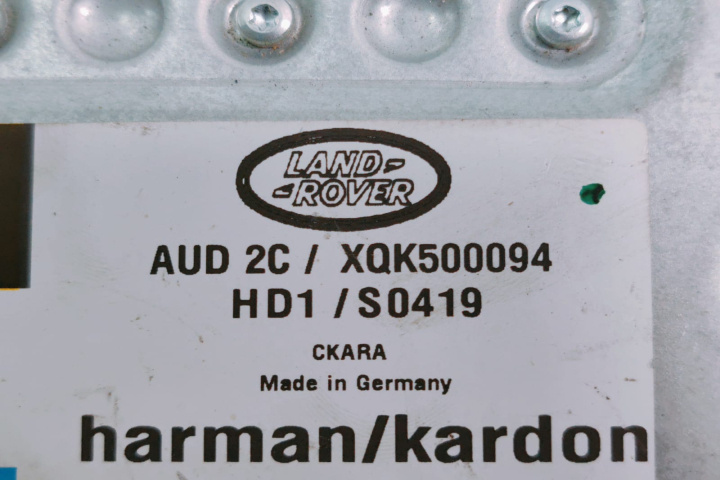 LAND-
-ROVER
AUD 2C / XQK500094
HD1 / S0419
CKARA
Made in Germany
harman/kardon